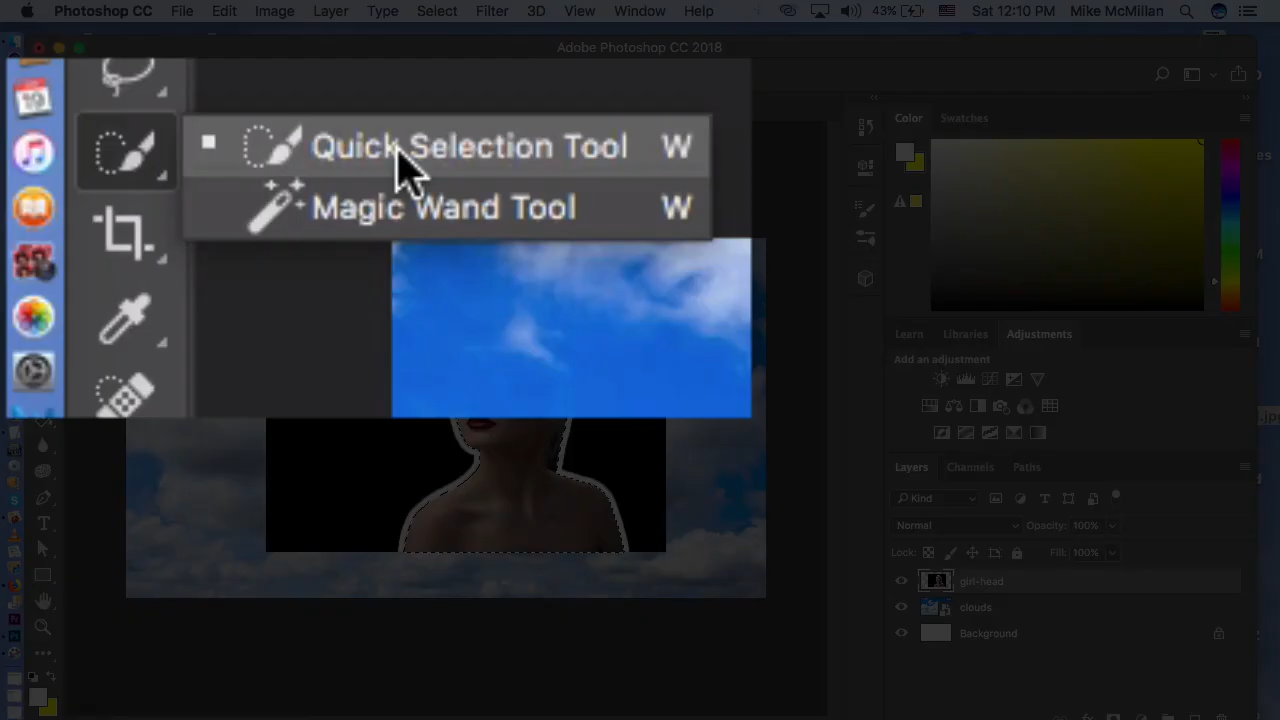 Photoshop CC File Edit Image Layer Type Select Filter 3D View Window Help 43% Sat 12:10 PM Mike McMillan
Adobe Photoshop CC 2018
19
Quick Selection Tool W
Magic Wand Tool W
Color Swatches
Learn Libraries Adjustments
Add an adjustment
Layers Channels Paths
Kind
Normal Opacity: 100%
Lock: Fill: 100%
girl-head
clouds
Background